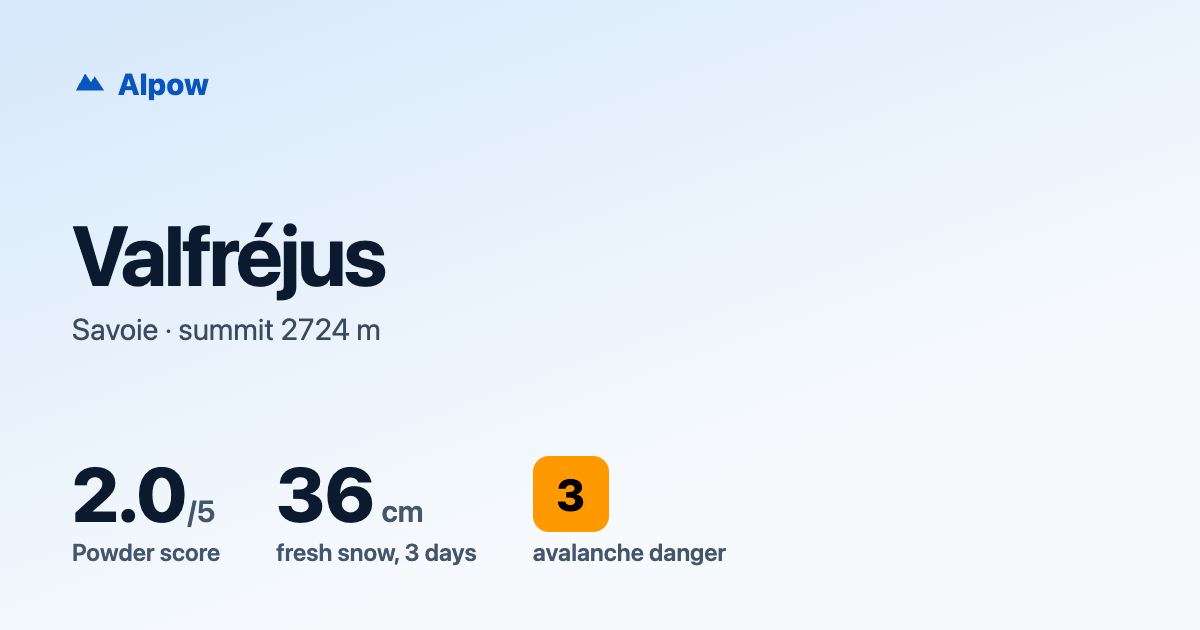 Alpow
Valfréjus
Savoie · summit 2724 m
2.0/5
Powder score
36 cm
fresh snow, 3 days
3
avalanche danger